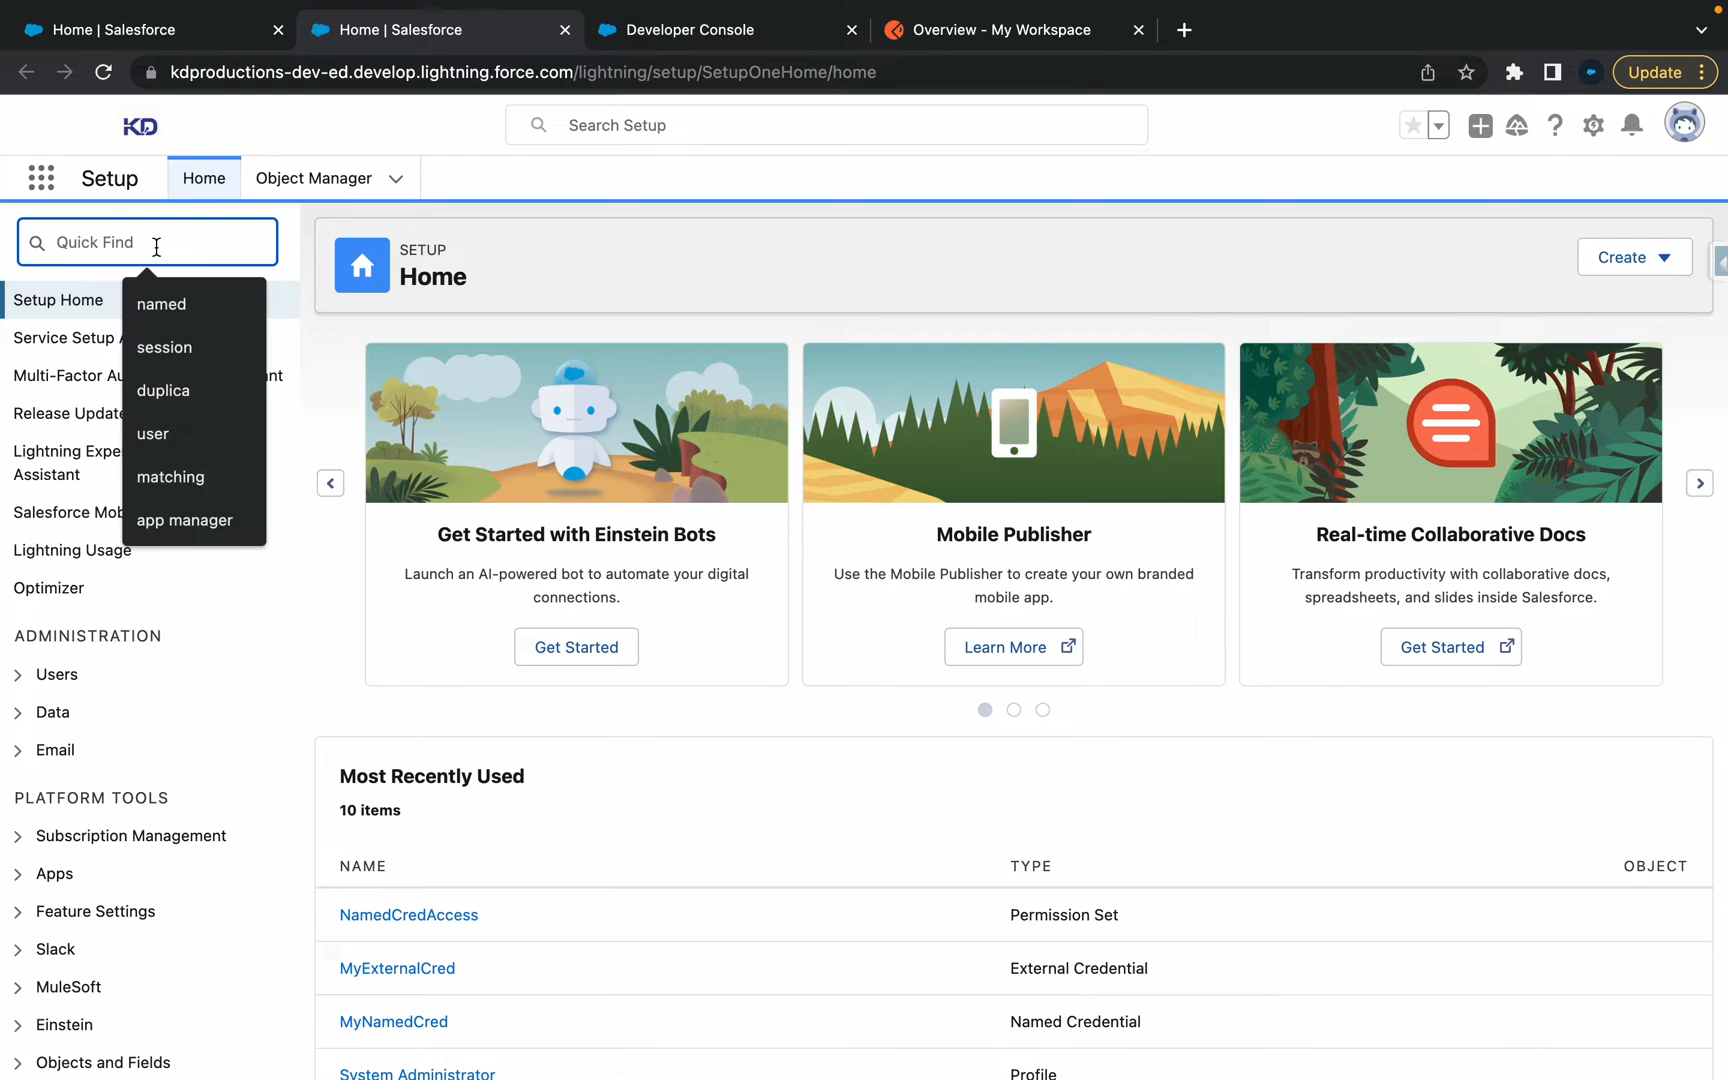 Home | Salesforce
Home | Salesforce
Developer Console
Overview - My Workspace
kdproductions-dev-ed.develop.lightning.force.com/lightning/setup/SetupOneHome/home
Update
KD
Search Setup
Setup
Home
Object Manager
Quick Find
named
session
duplica
user
matching
app manager
Setup Home
Service Setup A
Multi-Factor Au
nt
Release Update
Lightning Expe
Assistant
Salesforce Mob
Lightning Usage
Optimizer
ADMINISTRATION
Users
Data
Email
PLATFORM TOOLS
Subscription Management
Apps
Feature Settings
Slack
MuleSoft
Einstein
Objects and Fields
SETUP
Home
Create
Get Started with Einstein Bots
Launch an AI-powered bot to automate your digital
connections.
Get Started
Mobile Publisher
Use the Mobile Publisher to create your own branded
mobile app.
Learn More
Real-time Collaborative Docs
Transform productivity with collaborative docs,
spreadsheets, and slides inside Salesforce.
Get Started
Most Recently Used
10 items
NAME TYPE OBJECT
NamedCredAccess Permission Set
MyExternalCred External Credential
MyNamedCred Named Credential
System Administrator Profile